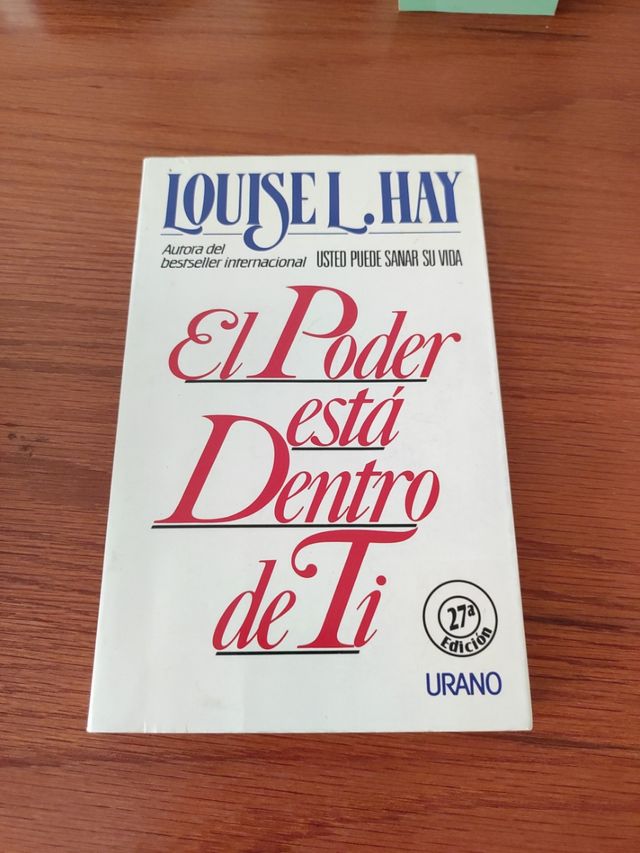 LOUISE L. HAY
Autora del
bestseller internacional USTED PUEDE SANAR SU VIDA
El Poder
está
Dentro
de Ti
27ª
Edición
URANO